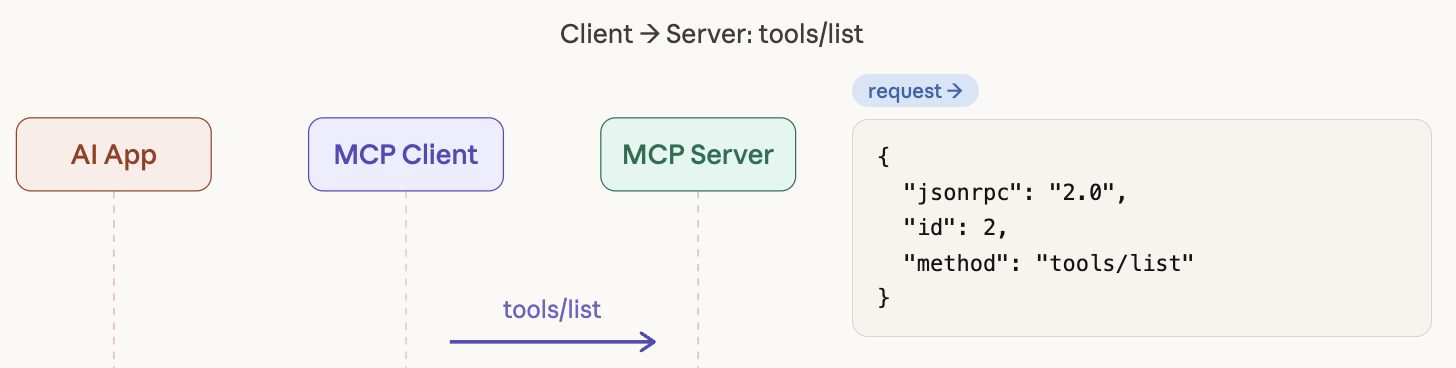 Client → Server: tools/list
AI App
MCP Client
MCP Server
tools/list
request →
{
  "jsonrpc": "2.0",
  "id": 2,
  "method": "tools/list"
}